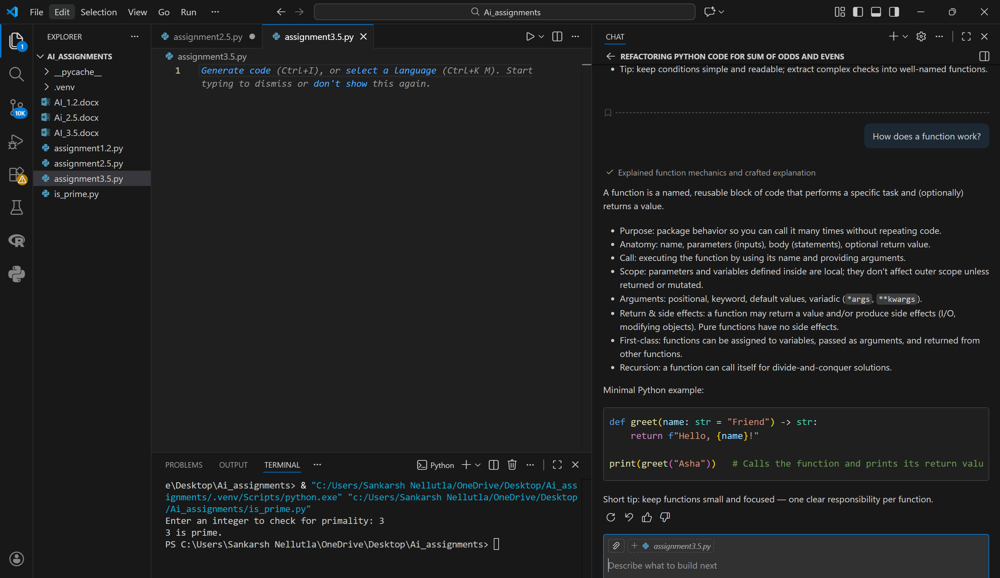 File Edit Selection View Go Run ···
Ai_assignments
EXPLORER ···
AI_ASSIGNMENTS
__pycache__
.venv
AI_1.2.docx
Ai_2.5.docx
AI_3.5.docx
assignment1.2.py
assignment2.5.py
assignment3.5.py
is_prime.py
1
10K
assignment2.5.py
assignment3.5.py
assignment3.5.py
1
Generate code (Ctrl+I), or select a language (Ctrl+K M). Start
typing to dismiss or don't show this again.
PROBLEMS OUTPUT TERMINAL ···
Python
e\Desktop\Ai_assignments> & "C:/Users/Sankarsh Nellutla/OneDrive/Desktop/Ai_ass
ignments/.venv/Scripts/python.exe" "c:/Users/Sankarsh Nellutla/OneDrive/Desktop
/Ai_assignments/is_prime.py"
Enter an integer to check for primality: 3
3 is prime.
PS C:\Users\Sankarsh Nellutla\OneDrive\Desktop\Ai_assignments>
CHAT
REFACTORING PYTHON CODE FOR SUM OF ODDS AND EVENS
• Tip: keep conditions simple and readable; extract complex checks into well-named functions.
How does a function work?
Explained function mechanics and crafted explanation
A function is a named, reusable block of code that performs a specific task and (optionally)
returns a value.
• Purpose: package behavior so you can call it many times without repeating code.
• Anatomy: name, parameters (inputs), body (statements), optional return value.
• Call: executing the function by using its name and providing arguments.
• Scope: parameters and variables defined inside are local; they don’t affect outer scope unless
returned or mutated.
• Arguments: positional, keyword, default values, variadic (*args, **kwargs).
• Return & side effects: a function may return a value and/or produce side effects (I/O,
modifying objects). Pure functions have no side effects.
• First-class: functions can be assigned to variables, passed as arguments, and returned from
other functions.
• Recursion: a function can call itself for divide-and-conquer solutions.
Minimal Python example:
def greet(name: str = "Friend") -> str:
    return f"Hello, {name}!"
print(greet("Asha"))   # Calls the function and prints its return valu
Short tip: keep functions small and focused — one clear responsibility per function.
assignment3.5.py
Describe what to build next